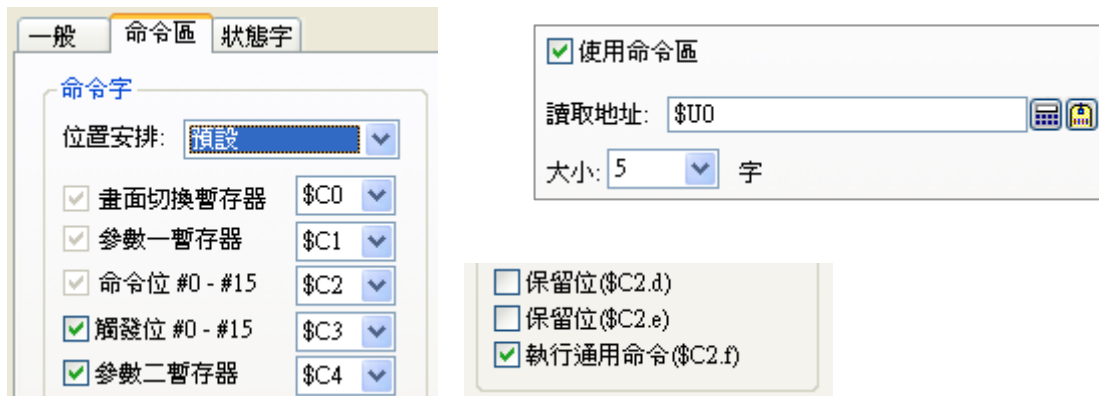 一般 命令區 狀態字
命令字
位置安排: 預設
畫面切換暫存器 $C0
參數一暫存器 $C1
命令位 #0 - #15 $C2
觸發位 #0 - #15 $C3
參數二暫存器 $C4
使用命令區
讀取地址: $U0
大小: 5 字
保留位($C2.d)
保留位($C2.e)
執行通用命令($C2.f)